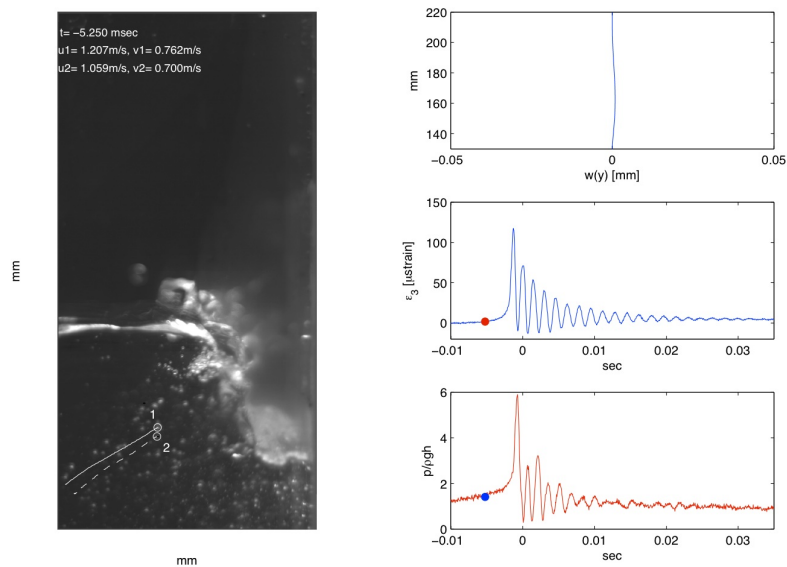 t= −5.250 msec
u1= 1.207m/s, v1= 0.762m/s
u2= 1.059m/s, v2= 0.700m/s
1
2
mm
mm
220
200
180
160
140
mm
−0.05
0
0.05
w(y) [mm]
150
100
50
0
ε3 [μstrain]
−0.01
0
0.01
0.02
0.03
sec
6
4
2
0
p/ρgh
−0.01
0
0.01
0.02
0.03
sec